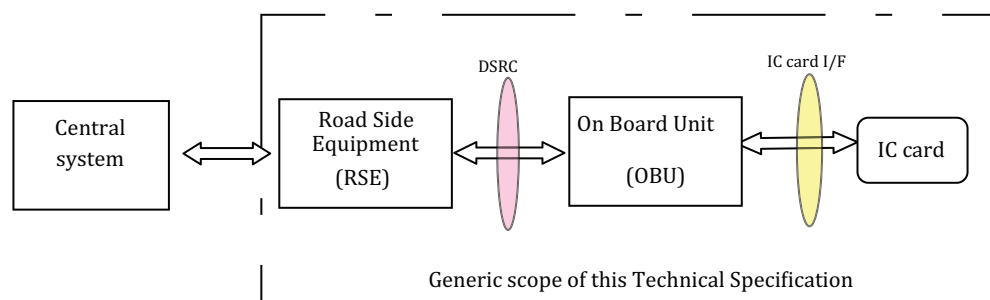 DSRC
IC card I/F
Central
system
Road Side
Equipment
(RSE)
On Board Unit
(OBU)
IC card
Generic scope of this Technical Specification